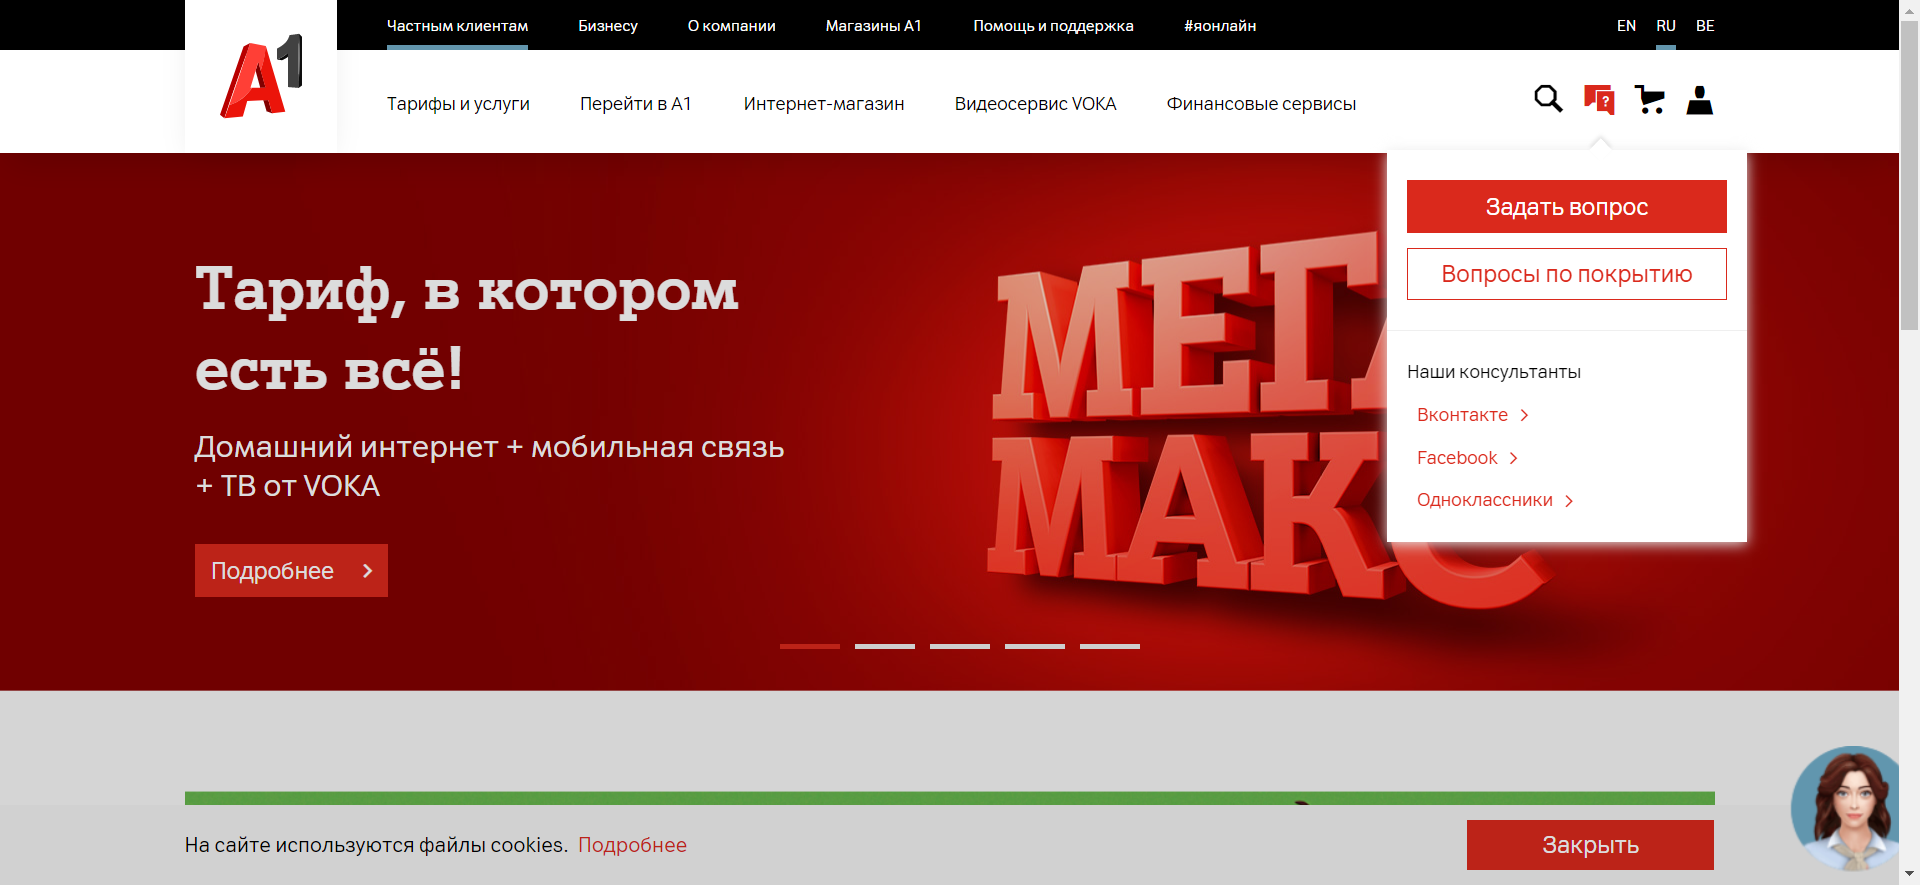 Частным клиентам
Бизнесу
О компании
Магазины А1
Помощь и поддержка
#яонлайн
EN
RU
BE
A1
Тарифы и услуги
Перейти в А1
Интернет-магазин
Видеосервис VOKA
Финансовые сервисы
Задать вопрос
Вопросы по покрытию
Наши консультанты
Вконтакте
Facebook
Одноклассники
Тариф, в котором
есть всё!
Домашний интернет + мобильная связь
+ ТВ от VOKA
Подробнее
МЕГА
МАКС
На сайте используются файлы cookies. Подробнее
Закрыть